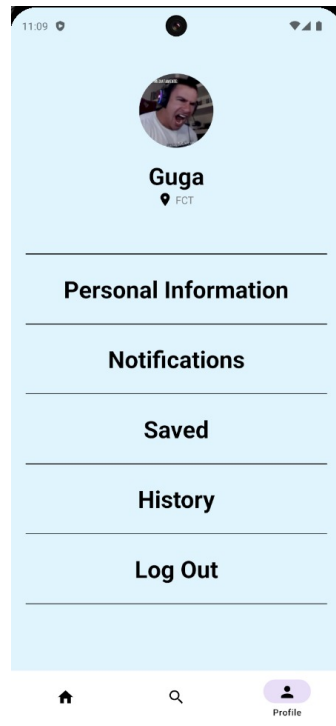 11:09
Guga
FCT
Personal Information
Notifications
Saved
History
Log Out
Profile